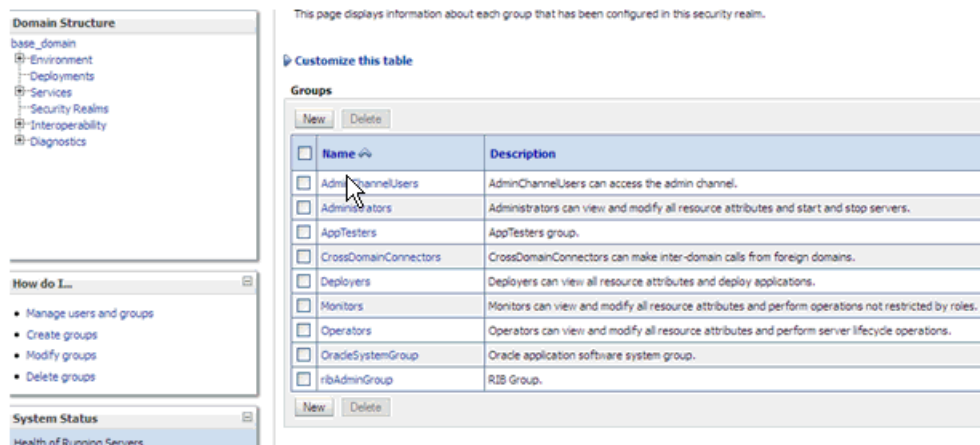 Domain Structure
base_domain
Environment
Deployments
Services
Security Realms
Interoperability
Diagnostics
How do I...
Manage users and groups
Create groups
Modify groups
Delete groups
System Status
Health of Running Servers
This page displays information about each group that has been configured in this security realm.
Customize this table
Groups
New Delete
Name Description
AdminChannelUsers AdminChannelUsers can access the admin channel.
Administrators Administrators can view and modify all resource attributes and start and stop servers.
AppTesters AppTesters group.
CrossDomainConnectors CrossDomainConnectors can make inter-domain calls from foreign domains.
Deployers Deployers can view all resource attributes and deploy applications.
Monitors Monitors can view and modify all resource attributes and perform operations not restricted by roles.
Operators Operators can view and modify all resource attributes and perform server lifecycle operations.
OracleSystemGroup Oracle application software system group.
ribAdminGroup RIB Group.
New Delete